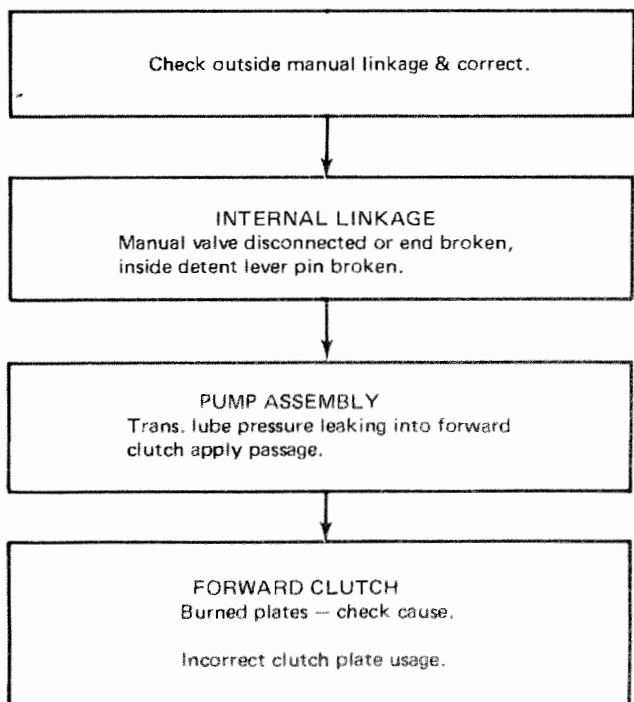 Check outside manual linkage & correct.
INTERNAL LINKAGE
Manual valve disconnected or end broken,
inside detent lever pin broken.
PUMP ASSEMBLY
Trans. lube pressure leaking into forward
clutch apply passage.
FORWARD CLUTCH
Burned plates — check cause.
Incorrect clutch plate usage.